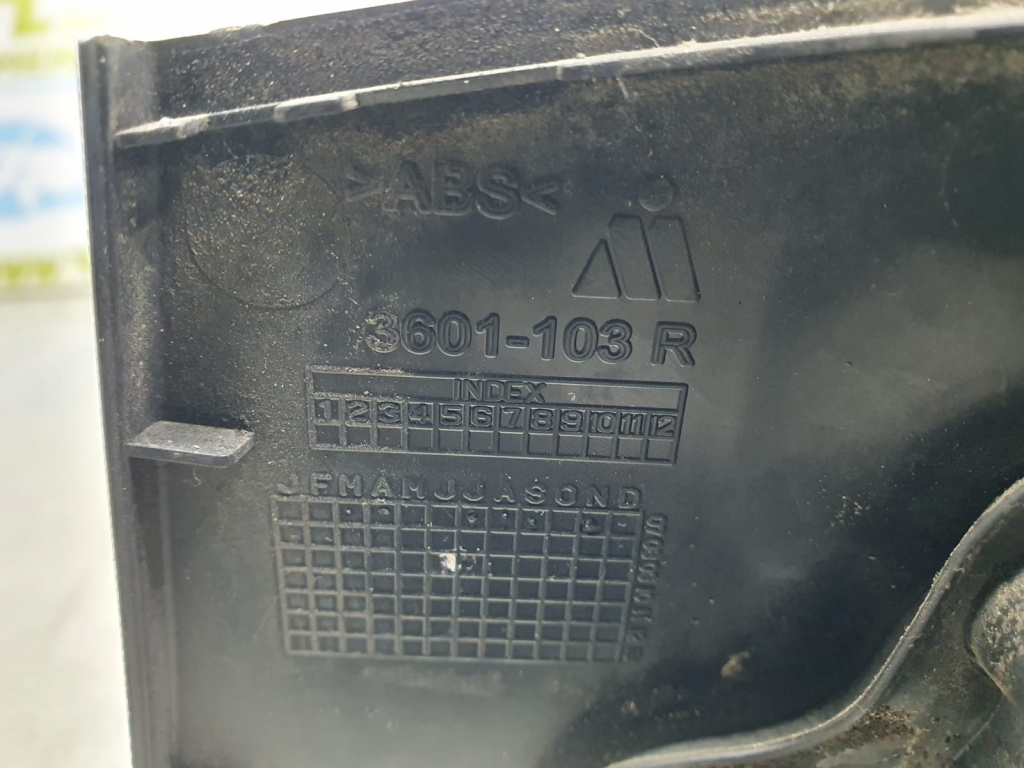 >ABS<
3601-103 R
INDEX
1 2 3 4 5 6 7 8 9 10 11 12
J F M A M J J A S O N D